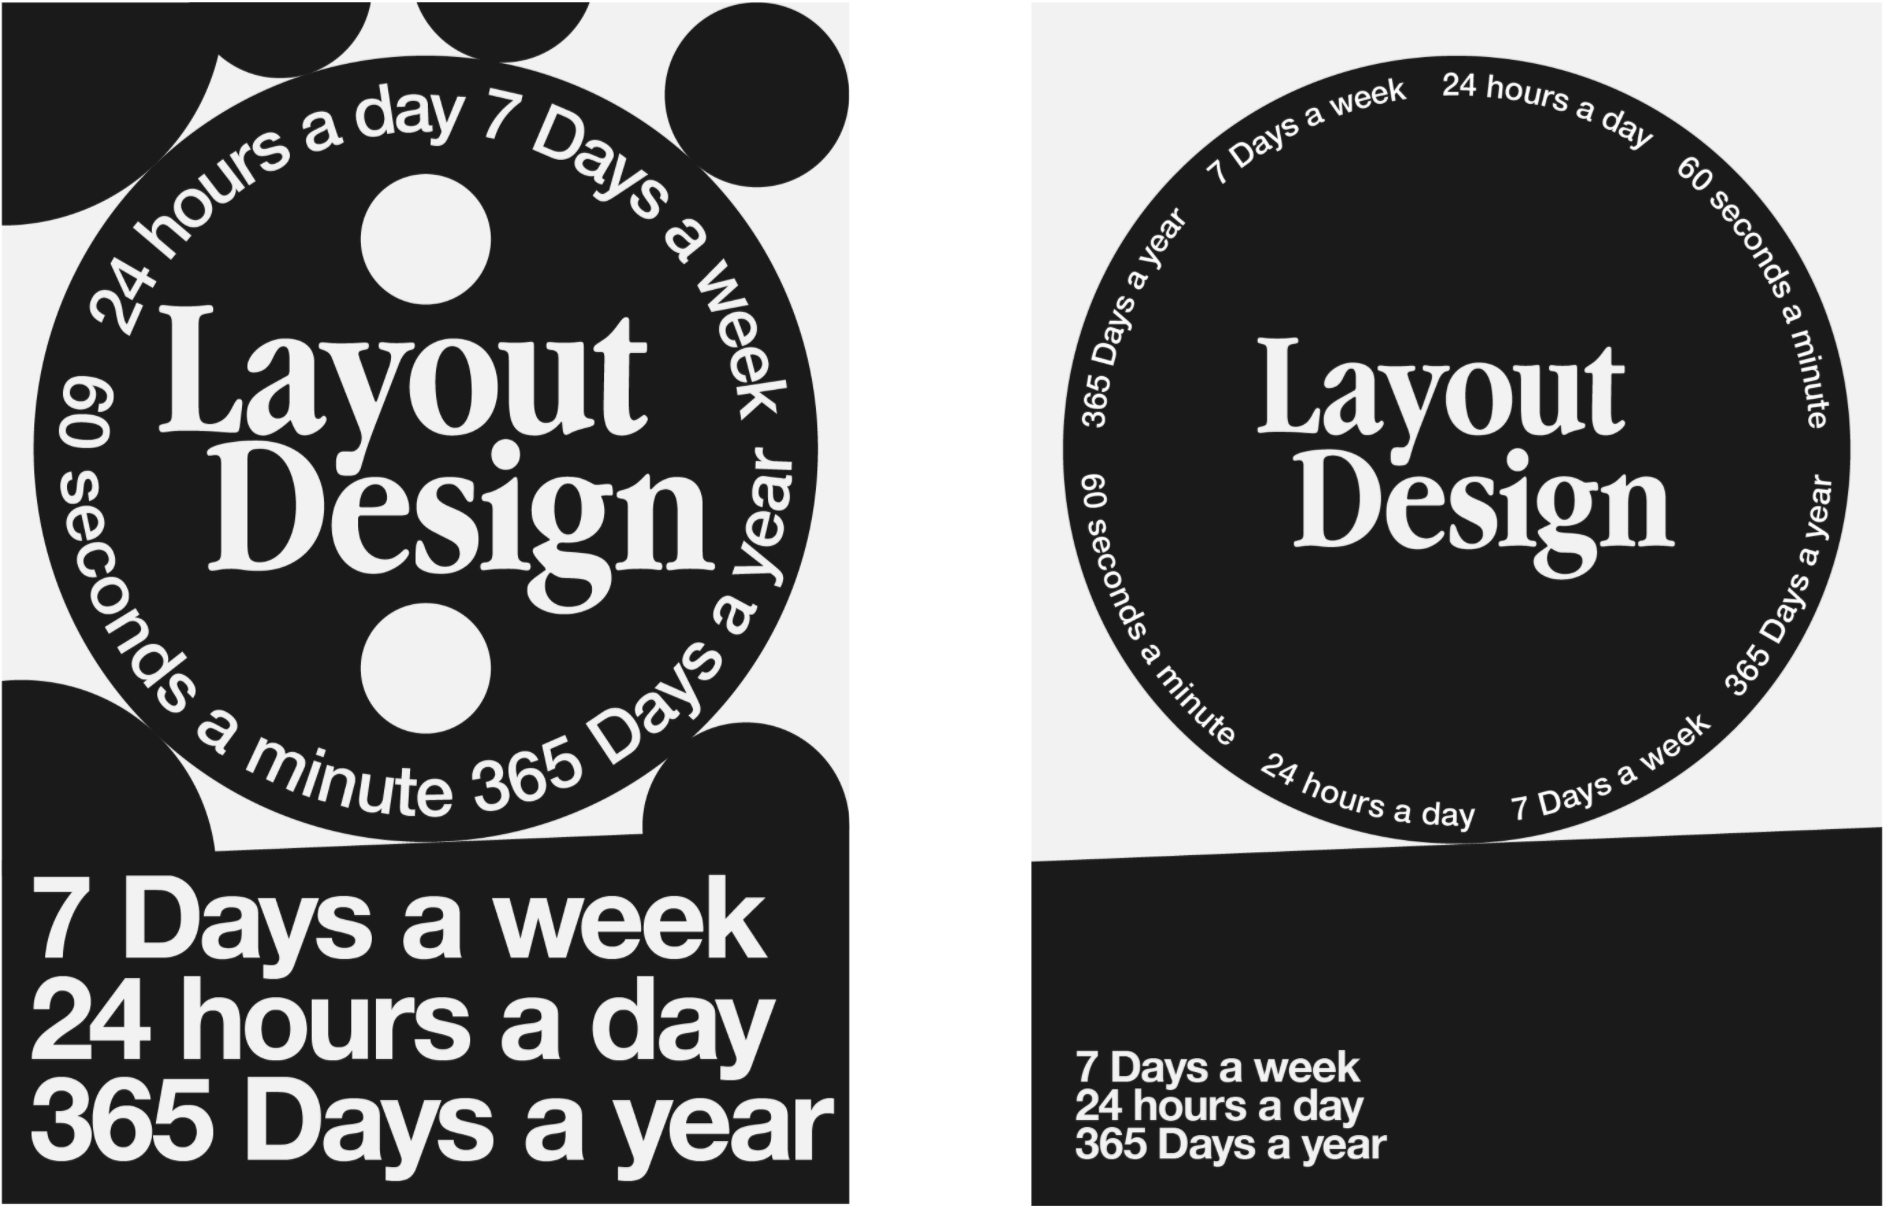 24 hours a day 7 Days a week
365 Days a year
60 seconds a minute
Layout
Design
7 Days a week
24 hours a day
365 Days a year
7 Days a week
24 hours a day
60 seconds a minute
365 Days a year
365 Days a year
7 Days a week
24 hours a day
60 seconds a minute
Layout
Design
7 Days a week
24 hours a day
365 Days a year